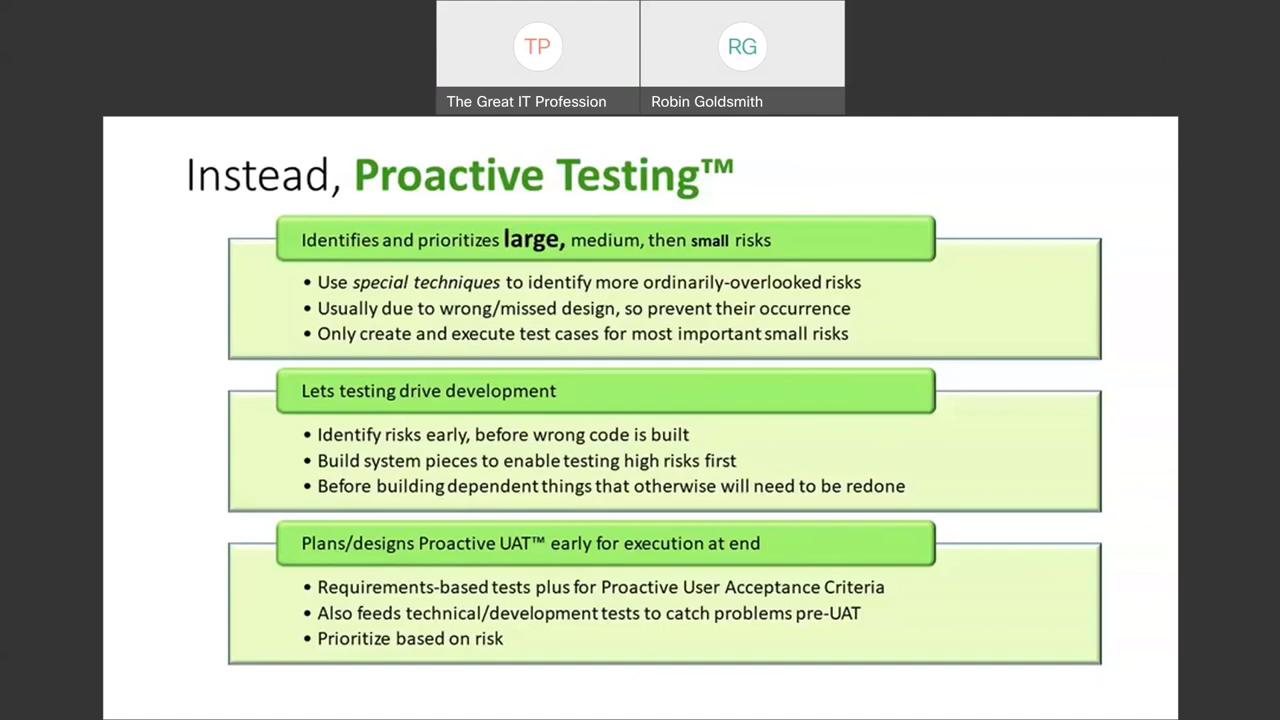 TP
RG
The Great IT Profession
Robin Goldsmith
Instead, Proactive Testing™
Identifies and prioritizes large, medium, then small risks
• Use special techniques to identify more ordinarily-overlooked risks
• Usually due to wrong/missed design, so prevent their occurrence
• Only create and execute test cases for most important small risks
Lets testing drive development
• Identify risks early, before wrong code is built
• Build system pieces to enable testing high risks first
• Before building dependent things that otherwise will need to be redone
Plans/designs Proactive UAT™ early for execution at end
• Requirements-based tests plus for Proactive User Acceptance Criteria
• Also feeds technical/development tests to catch problems pre-UAT
• Prioritize based on risk